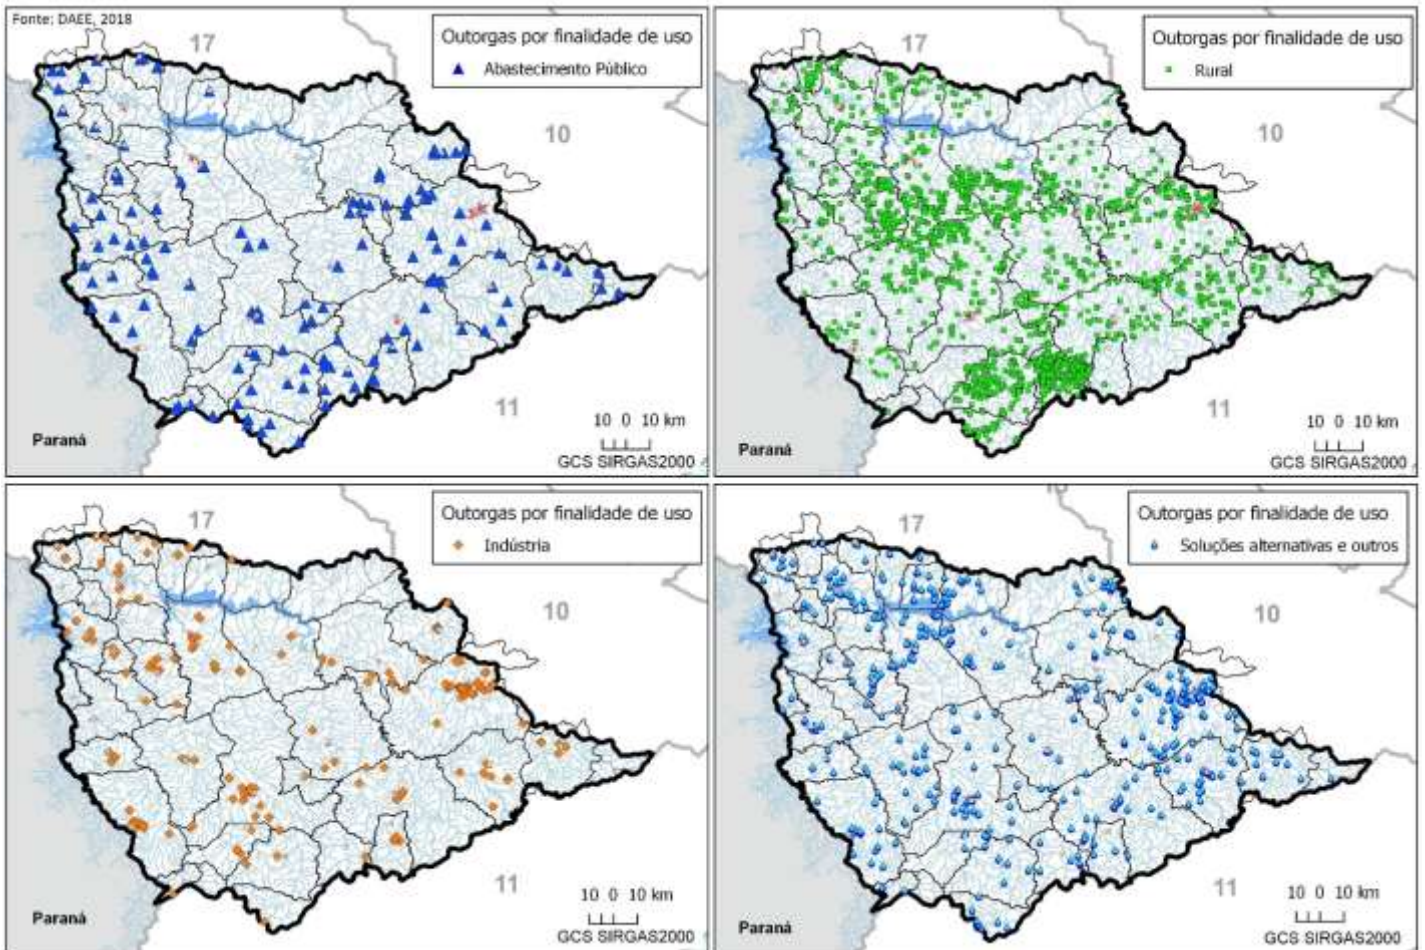 Fonte: DAEE, 2018
17
Outorgas por finalidade de uso
Abastecimento Público
10
11
10 0 10 km
Paraná
GCS SIRGAS2000
17
Outorgas por finalidade de uso
Rural
10
11
10 0 10 km
Paraná
GCS SIRGAS2000
17
Outorgas por finalidade de uso
Indústria
10
11
10 0 10 km
Paraná
GCS SIRGAS2000
17
Outorgas por finalidade de uso
Soluções alternativas e outros
10
11
10 0 10 km
Paraná
GCS SIRGAS2000